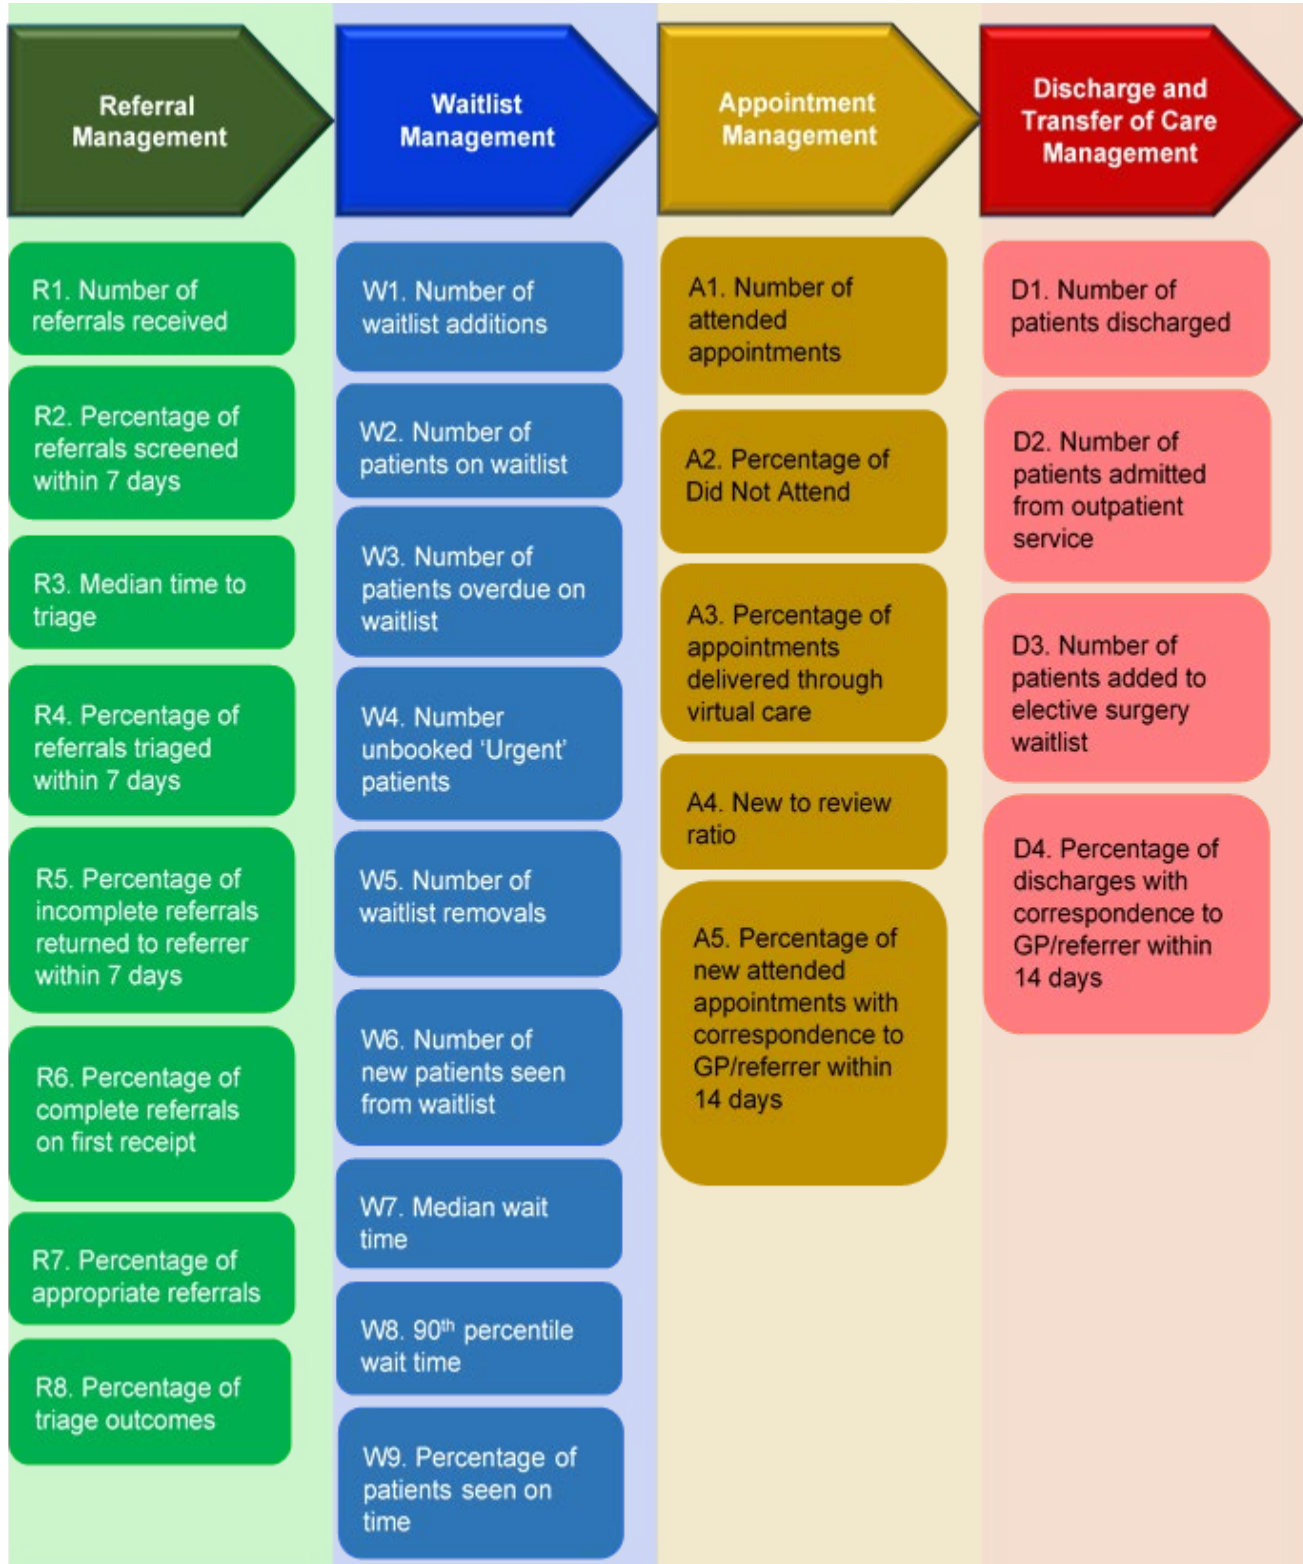 Referral
Management
Waitlist
Management
Appointment
Management
Discharge and
Transfer of Care
Management
R1. Number of
referrals received
R2. Percentage of
referrals screened
within 7 days
R3. Median time to
triage
R4. Percentage of
referrals triaged
within 7 days
R5. Percentage of
incomplete referrals
returned to referrer
within 7 days
R6. Percentage of
complete referrals
on first receipt
R7. Percentage of
appropriate referrals
R8. Percentage of
triage outcomes
W1. Number of
waitlist additions
W2. Number of
patients on waitlist
W3. Number of
patients overdue on
waitlist
W4. Number
unbooked ‘Urgent’
patients
W5. Number of
waitlist removals
W6. Number of
new patients seen
from waitlist
W7. Median wait
time
W8. 90th percentile
wait time
W9. Percentage of
patients seen on
time
A1. Number of
attended
appointments
A2. Percentage of
Did Not Attend
A3. Percentage of
appointments
delivered through
virtual care
A4. New to review
ratio
A5. Percentage of
new attended
appointments with
correspondence to
GP/referrer within
14 days
D1. Number of
patients discharged
D2. Number of
patients admitted
from outpatient
service
D3. Number of
patients added to
elective surgery
waitlist
D4. Percentage of
discharges with
correspondence to
GP/referrer within
14 days